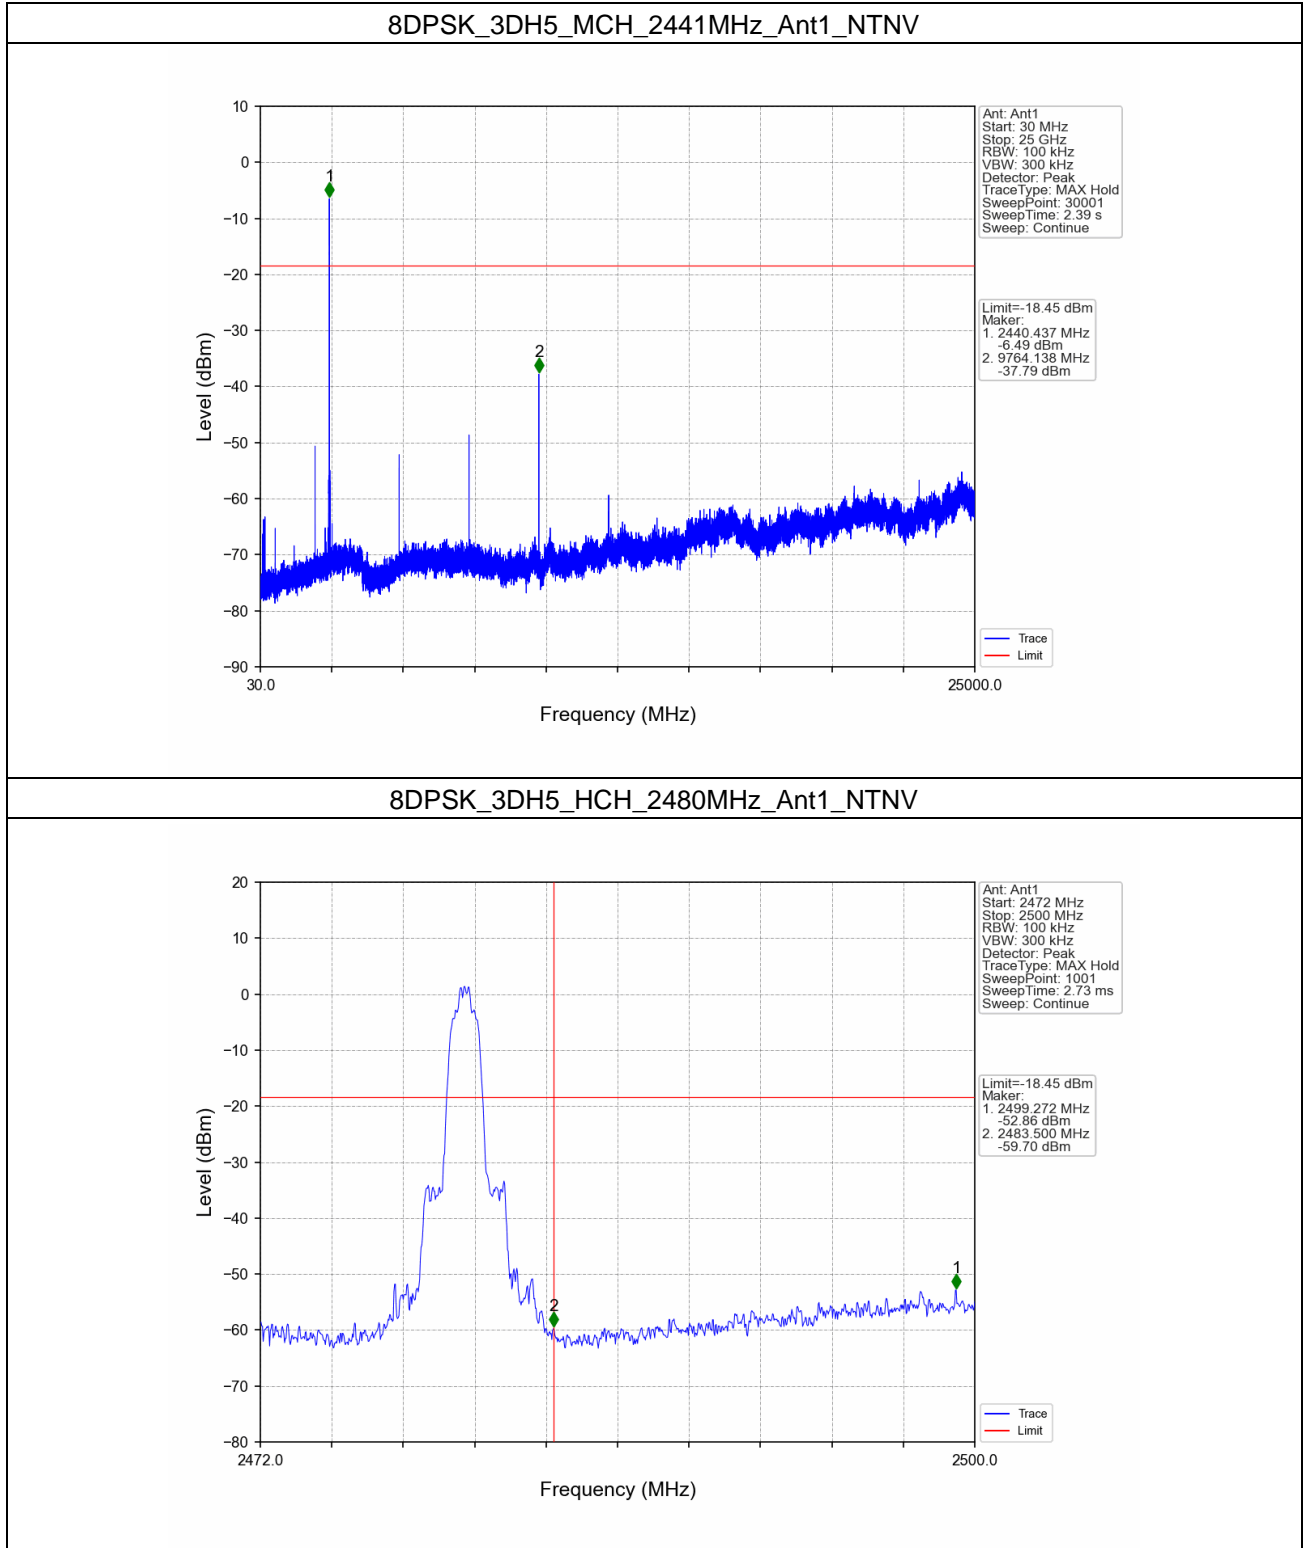 8DPSK_3DH5_MCH_2441MHz_Ant1_NTNV
10
0
−10
−20
−30
−40
−50
−60
−70
−80
−90
Level (dBm)
1
2
30.0
25000.0
Frequency (MHz)
Ant: Ant1
Start: 30 MHz
Stop: 25 GHz
RBW: 100 kHz
VBW: 300 kHz
Detector: Peak
TraceType: MAX Hold
SweepPoint: 30001
SweepTime: 2.39 s
Sweep: Continue
Limit=-18.45 dBm
Maker:
1. 2440.437 MHz
-6.49 dBm
2. 9764.138 MHz
-37.79 dBm
Trace
Limit
8DPSK_3DH5_HCH_2480MHz_Ant1_NTNV
20
10
0
−10
−20
−30
−40
−50
−60
−70
−80
Level (dBm)
1
2
2472.0
2500.0
Frequency (MHz)
Ant: Ant1
Start: 2472 MHz
Stop: 2500 MHz
RBW: 100 kHz
VBW: 300 kHz
Detector: Peak
TraceType: MAX Hold
SweepPoint: 1001
SweepTime: 2.73 ms
Sweep: Continue
Limit=-18.45 dBm
Maker:
1. 2499.272 MHz
-52.86 dBm
2. 2483.500 MHz
-59.70 dBm
Trace
Limit